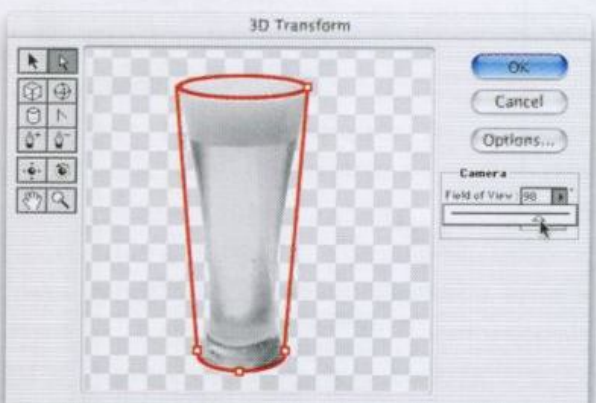 3D Transform
OK
Cancel
Options...
Camera
Field of View: 98 °